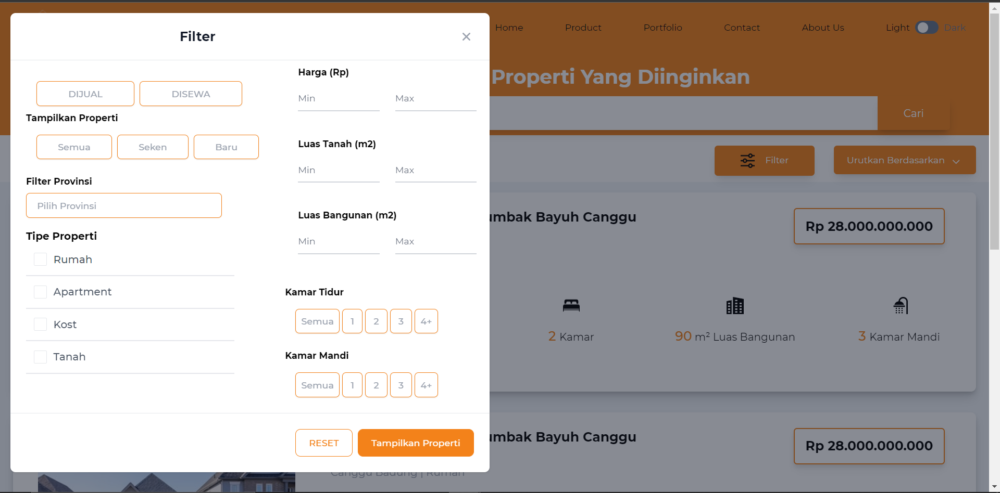 Filter
DIJUAL
DISEWA
Tampilkan Properti
Semua
Seken
Baru
Filter Provinsi
Pilih Provinsi
Tipe Properti
Rumah
Apartment
Kost
Tanah
Harga (Rp)
Min
Max
Luas Tanah (m2)
Min
Max
Luas Bangunan (m2)
Min
Max
Kamar Tidur
Semua
1
2
3
4+
Kamar Mandi
Semua
1
2
3
4+
RESET
Tampilkan Properti
Home
Product
Portfolio
Contact
About Us
Light
Dark
Properti Yang Diinginkan
Cari
Filter
Urutkan Berdasarkan
Bayuh Canggu
Rp 28.000.000.000
2 Kamar
90 m² Luas Bangunan
3 Kamar Mandi
Bayuh Canggu
Rp 28.000.000.000
Canggu Badung | Rumah